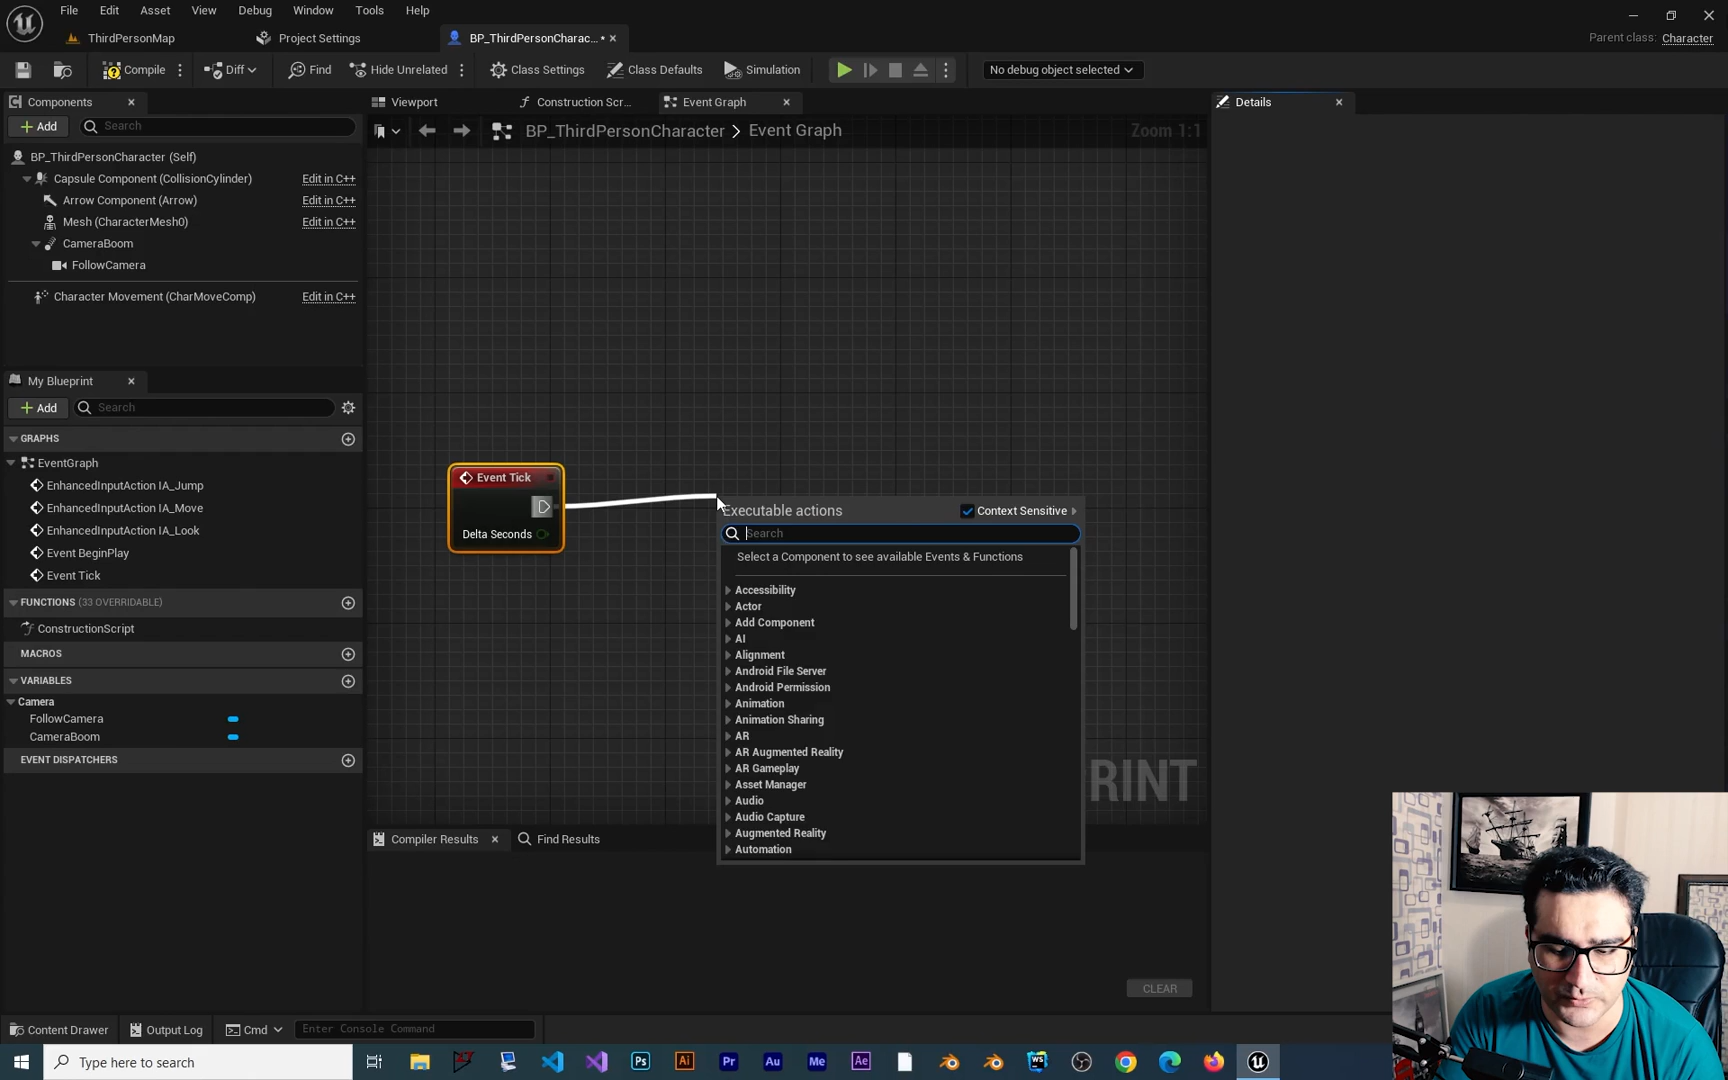 File Edit Asset View Debug Window Tools Help
ThirdPersonMap Project Settings BP_ThirdPersonCharac... •
Parent class: Character
Compile Diff Find Hide Unrelated Class Settings Class Defaults Simulation No debug object selected
Components
Add Search
BP_ThirdPersonCharacter (Self)
Capsule Component (CollisionCylinder) Edit in C++
Arrow Component (Arrow) Edit in C++
Mesh (CharacterMesh0) Edit in C++
CameraBoom
FollowCamera
Character Movement (CharMoveComp) Edit in C++
My Blueprint
Add Search
GRAPHS
EventGraph
EnhancedInputAction IA_Jump
EnhancedInputAction IA_Move
EnhancedInputAction IA_Look
Event BeginPlay
Event Tick
FUNCTIONS (33 OVERRIDABLE)
ConstructionScript
MACROS
VARIABLES
Camera
FollowCamera
CameraBoom
EVENT DISPATCHERS
Viewport Construction Scr... Event Graph
BP_ThirdPersonCharacter > Event Graph Zoom 1:1
Event Tick
Delta Seconds
Executable actions Context Sensitive
Search
Select a Component to see available Events & Functions
Accessibility
Actor
Add Component
AI
Alignment
Android File Server
Android Permission
Animation
Animation Sharing
AR
AR Augmented Reality
AR Gameplay
Asset Manager
Audio
Audio Capture
Augmented Reality
Automation
RINT
Compiler Results Find Results
CLEAR
Details
Content Drawer Output Log Cmd Enter Console Command
Type here to search
Ps Ai Pr Au Me Ae WS